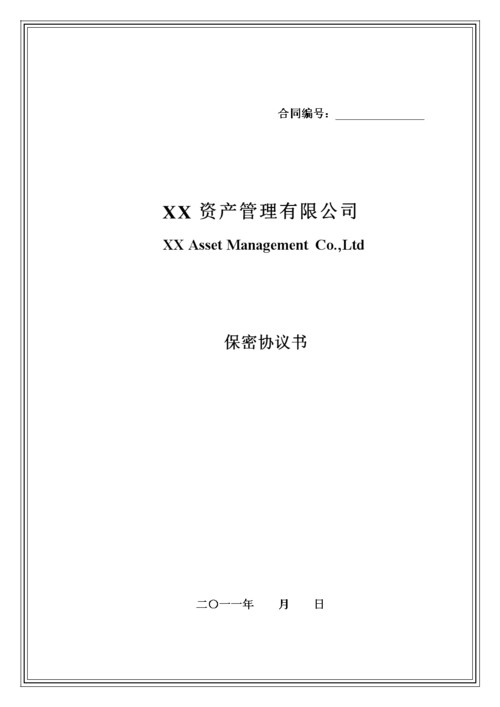 合同编号：_______________
XX 资产管理有限公司
XX Asset Management Co.,Ltd
保密协议书
二〇一一年 月 日